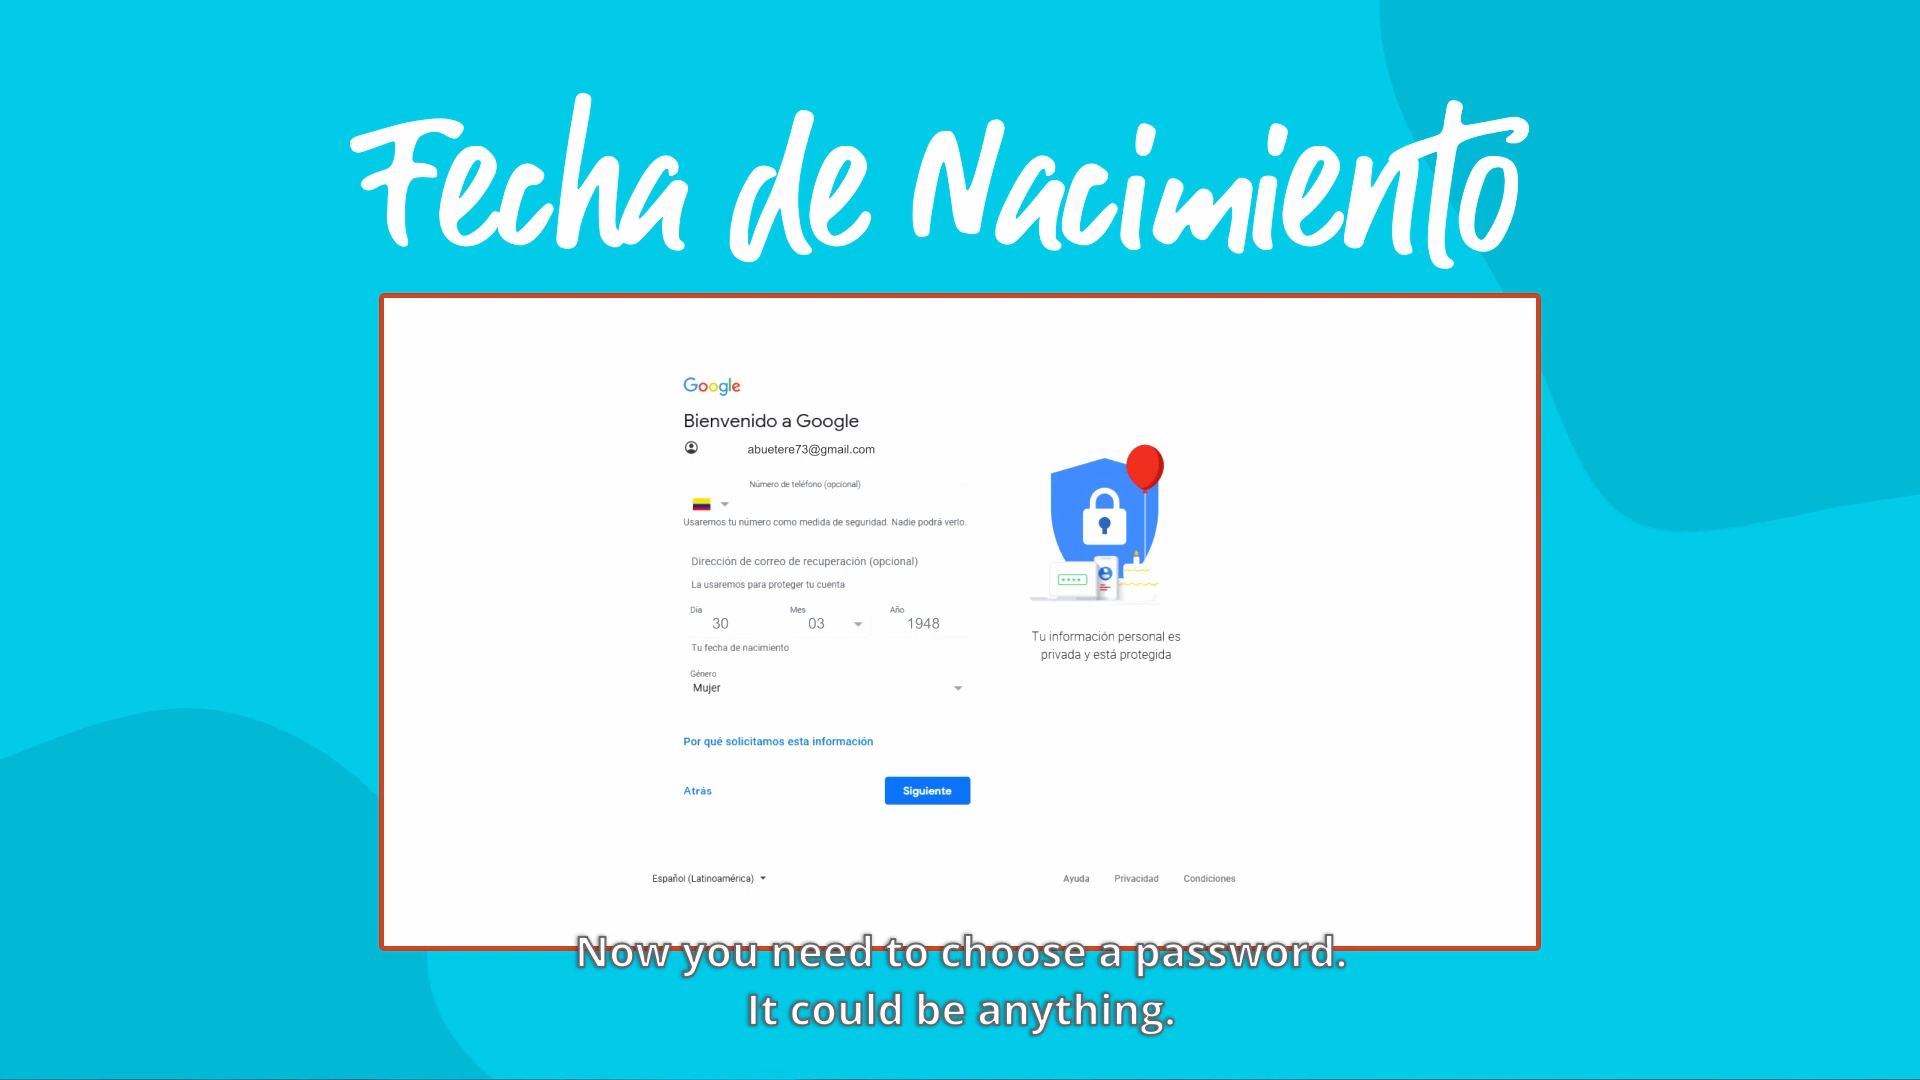 Fecha de Nacimiento
Google
Bienvenido a Google
abuetere73@gmail.com
Número de teléfono (opcional)
Usaremos tu número como medida de seguridad. Nadie podrá verlo.
Dirección de correo de recuperación (opcional)
La usaremos para proteger tu cuenta
Día Mes Año
30 03 1948
Tu fecha de nacimiento
Género
Mujer
Por qué solicitamos esta información
Atrás Siguiente
Tu información personal es
privada y está protegida
Español (Latinoamérica) Ayuda Privacidad Condiciones
Now you need to choose a password.
It could be anything.